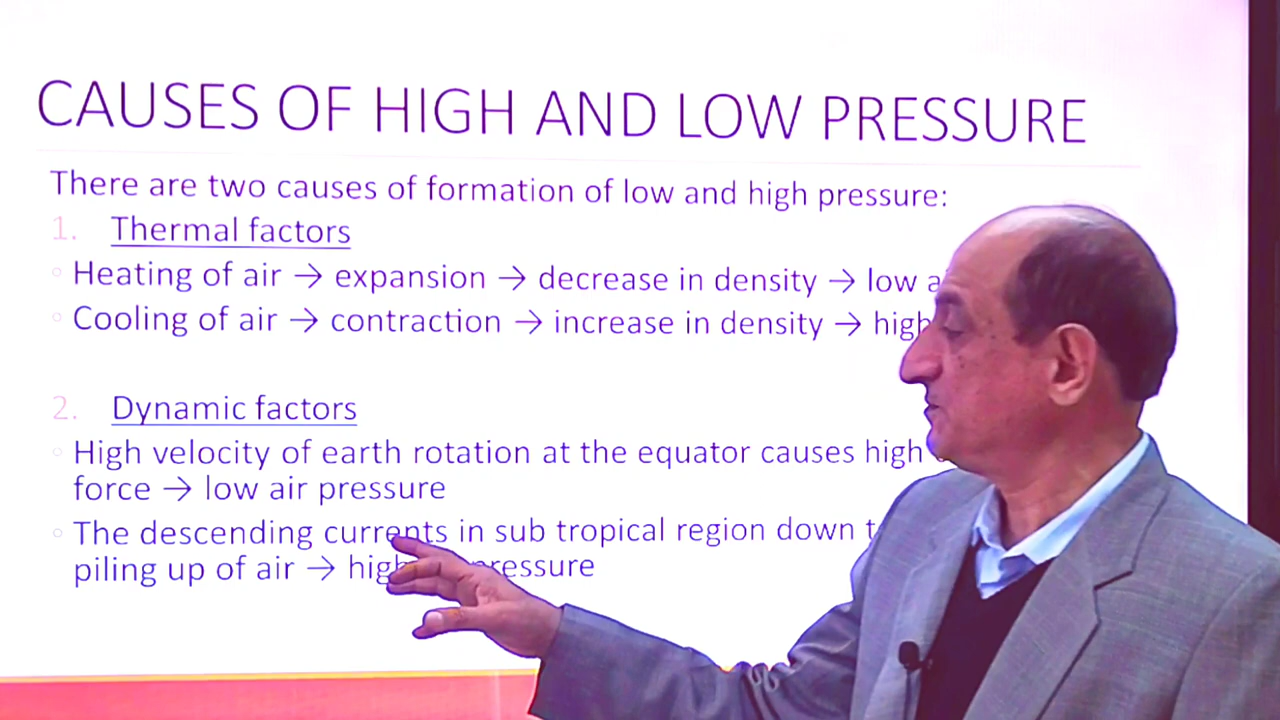 CAUSES OF HIGH AND LOW PRESSURE
There are two causes of formation of low and high pressure:
1. Thermal factors
◦ Heating of air → expansion → decrease in density → low
◦ Cooling of air → contraction → increase in density → high
2. Dynamic factors
◦ High velocity of earth rotation at the equator causes high
force → low air pressure
◦ The descending currents in sub tropical region down
piling up of air → high pressure